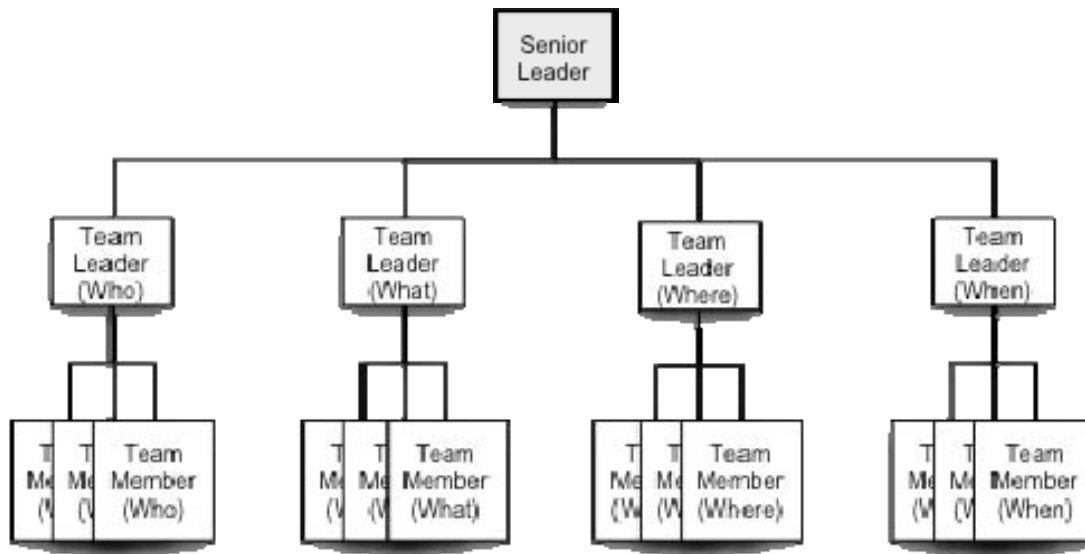 Senior
Leader
Team
Leader
(Who)
Team
Leader
(What)
Team
Leader
(Where)
Team
Leader
(When)
Team
Member
(Who)
Team
Member
(What)
Team
Member
(Where)
Team
Member
(When)